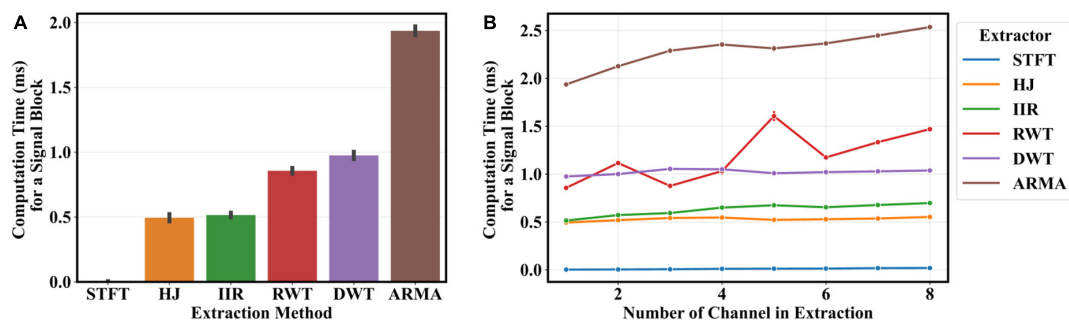 A
Computation Time (ms)
for a Signal Block
2.0
1.5
1.0
0.5
0.0
STFT HJ IIR RWT DWT ARMA
Extraction Method
B
Computation Time (ms)
for a Signal Block
2.5
2.0
1.5
1.0
0.5
0.0
2 4 6 8
Number of Channel in Extraction
Extractor
STFT
HJ
IIR
RWT
DWT
ARMA